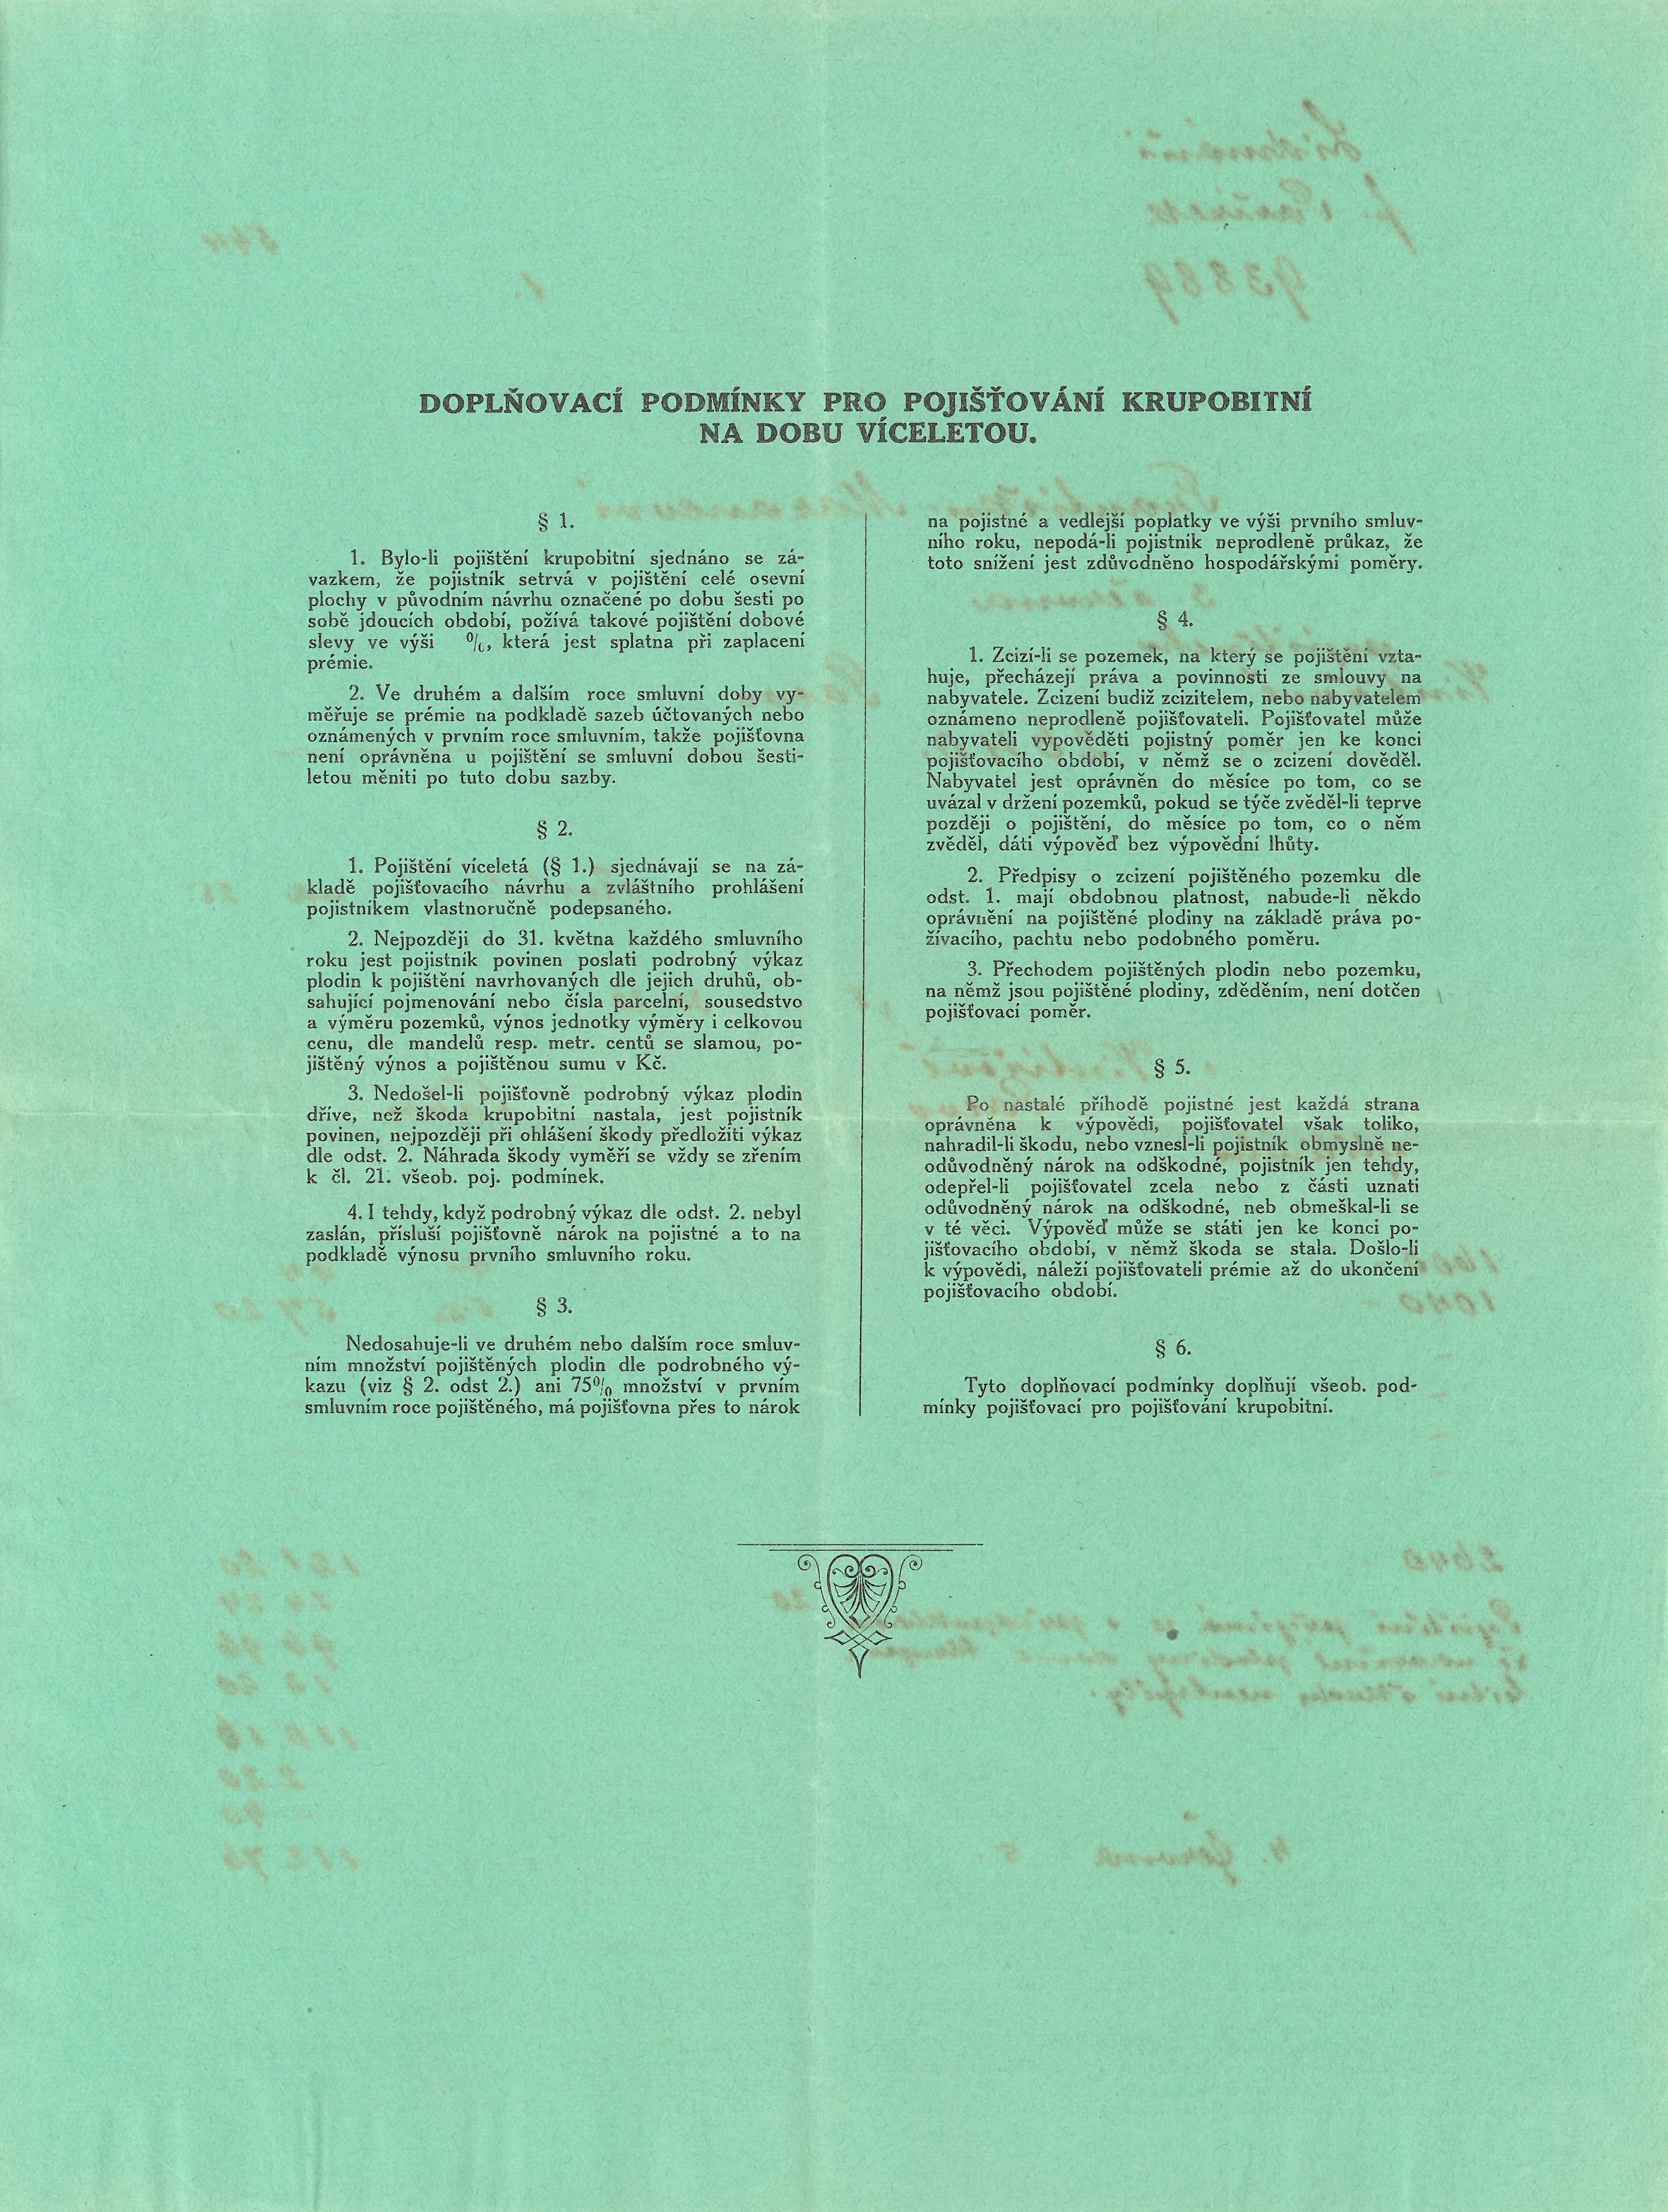 DOPLŇOVACÍ PODMÍNKY PRO POJIŠŤOVÁNÍ KRUPOBITNÍ
NA DOBU VÍCELETOU.
§ 1.
1. Bylo-li pojištění krupobitní sjednáno se zá-
vazkem, že pojistník setrvá v pojištění celé osevní
plochy v původním návrhu označené po dobu šesti po
sobě jdoucích období, požívá takové pojištění dobové
slevy ve výši %, která jest splatna při zaplacení
prémie.
2. Ve druhém a dalším roce smluvní doby vy-
měřuje se prémie na podkladě sazeb účtovaných nebo
oznámených v prvním roce smluvním, takže pojišťovna
není oprávněna u pojištění se smluvní dobou šesti-
letou měniti po tuto dobu sazby.
§ 2.
1. Pojištění víceletá (§ 1.) sjednávají se na zá-
kladě pojišťovacího návrhu a zvláštního prohlášení
pojistníkem vlastnoručně podepsaného.
2. Nejpozději do 31. května každého smluvního
roku jest pojistník povinen poslati podrobný výkaz
plodin k pojištění navrhovaných dle jejich druhů, ob-
sahující pojmenování nebo čísla parcelní, sousedstvo
a výměru pozemků, výnos jednotky výměry i celkovou
cenu, dle mandelů resp. metr. centů se slamou, po-
jištěný výnos a pojištěnou sumu v Kč.
3. Nedošel-li pojišťovně podrobný výkaz plodin
dříve, než škoda krupobitní nastala, jest pojistník
povinen, nejpozději při ohlášení škody předložiti výkaz
dle odst. 2. Náhrada škody vyměří se vždy se zřením
k čl. 21. všeob. poj. podmínek.
4. I tehdy, když podrobný výkaz dle odst. 2. nebyl
zaslán, přísluší pojišťovně nárok na pojistné a to na
podkladě výnosu prvního smluvního roku.
§ 3.
Nedosahuje-li ve druhém nebo dalším roce smluv-
ním množství pojištěných plodin dle podrobného vý-
kazu (viz § 2. odst 2.) ani 75% množství v prvním
smluvním roce pojištěného, má pojišťovna přes to nárok
na pojistné a vedlejší poplatky ve výši prvního smluv-
ního roku, nepodá-li pojistník neprodleně průkaz, že
toto snížení jest zdůvodněno hospodářskými poměry.
§ 4.
1. Zcizí-li se pozemek, na který se pojištění vzta-
huje, přecházejí práva a povinnosti ze smlouvy na
nabyvatele. Zcizení budiž zcizitelem, nebo nabyvatelem
oznámeno neprodleně pojišťovateli. Pojišťovatel může
nabyvateli vypověděti pojistný poměr jen ke konci
pojišťovacího období, v němž se o zcizení dověděl.
Nabyvatel jest oprávněn do měsíce po tom, co se
uvázal v držení pozemků, pokud se týče zvěděl-li teprve
později o pojištění, do měsíce po tom, co o něm
zvěděl, dáti výpověď bez výpovědní lhůty.
2. Předpisy o zcizení pojištěného pozemku dle
odst. 1. mají obdobnou platnost, nabude-li někdo
oprávnění na pojištěné plodiny na základě práva po-
žívacího, pachtu nebo podobného poměru.
3. Přechodem pojištěných plodin nebo pozemku,
na němž jsou pojištěné plodiny, zděděním, není dotčen
pojišťovací poměr.
§ 5.
Po nastalé příhodě pojistné jest každá strana
oprávněna k výpovědi, pojišťovatel však toliko,
nahradil-li škodu, nebo vznesl-li pojistník obmyslně ne-
odůvodněný nárok na odškodné, pojistník jen tehdy,
odepřel-li pojišťovatel zcela nebo z části uznati
odůvodněný nárok na odškodné, neb obmeškal-li se
v té věci. Výpověď může se státi jen ke konci po-
jišťovacího období, v němž škoda se stala. Došlo-li
k výpovědi, náleží pojišťovateli prémie až do ukončení
pojišťovacího období.
§ 6.
Tyto doplňovací podmínky doplňují všeob. pod-
mínky pojišťovací pro pojišťování krupobitní.